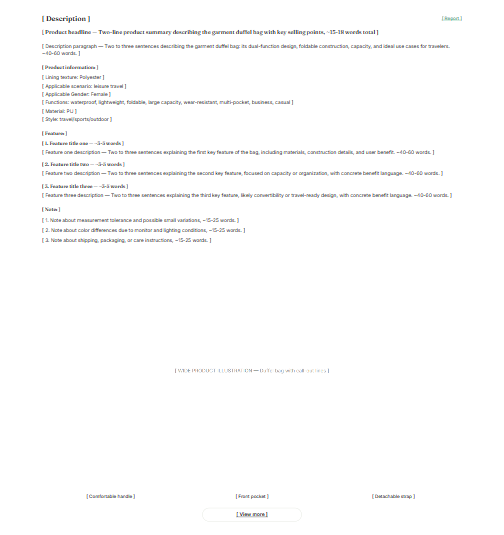 [ Description ]
[ Report ]
[ Product headline — Two-line product summary describing the garment duffel bag with key selling points, ~15-18 words total ]
[ Description paragraph — Two to three sentences describing the garment duffel bag: its dual-function design, foldable construction, capacity, and ideal use cases for travelers.
~40-60 words. ]
[ Product information ]
[ Lining texture: Polyester ]
[ Applicable scenario: leisure travel ]
[ Applicable Gender: Female ]
[ Functions: waterproof, lightweight, foldable, large capacity, wear-resistant, multi-pocket, business, casual ]
[ Material: PU ]
[ Style: travel/sports/outdoor ]
[ Features ]
[ 1. Feature title one — ~3-5 words ]
[ Feature one description — Two to three sentences explaining the first key feature of the bag, including materials, construction details, and user benefit. ~40-60 words. ]
[ 2. Feature title two — ~3-5 words ]
[ Feature two description — Two to three sentences explaining the second key feature, focused on capacity or organization, with concrete benefit language. ~40-60 words. ]
[ 3. Feature title three — ~3-5 words ]
[ Feature three description — Two to three sentences explaining the third key feature, likely convertibility or travel-ready design, with concrete benefit language. ~40-60 words. ]
[ Notes ]
[ 1. Note about measurement tolerance and possible small variations, ~15-25 words. ]
[ 2. Note about color differences due to monitor and lighting conditions, ~15-25 words. ]
[ 3. Note about shipping, packaging, or care instructions, ~15-25 words. ]
[ WIDE PRODUCT ILLUSTRATION — Duffel bag with call-out lines ]
[ Comfortable handle ]
[ Front pocket ]
[ Detachable strap ]
[ View more ]